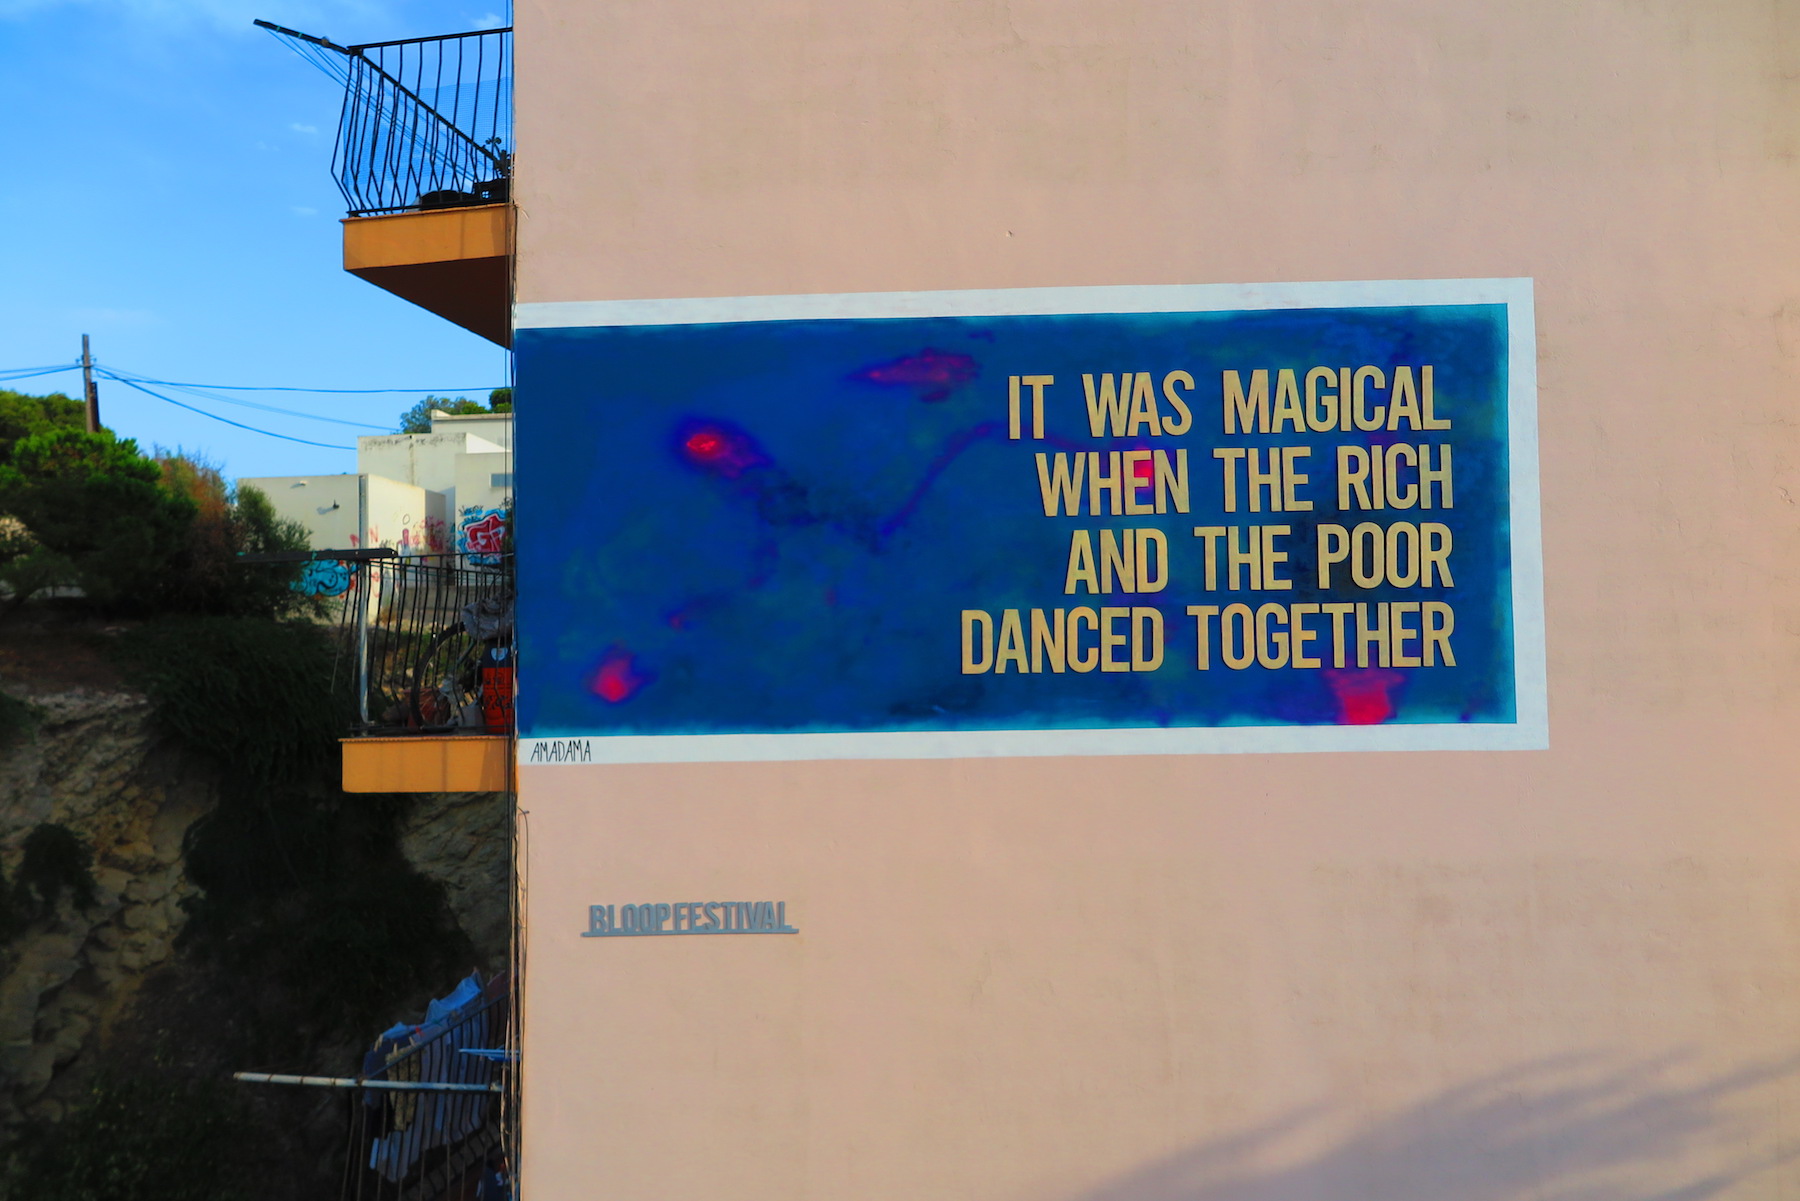 IT WAS MAGICAL
WHEN THE RICH
AND THE POOR
DANCED TOGETHER
AMADAMA
BLOOPFESTIVAL